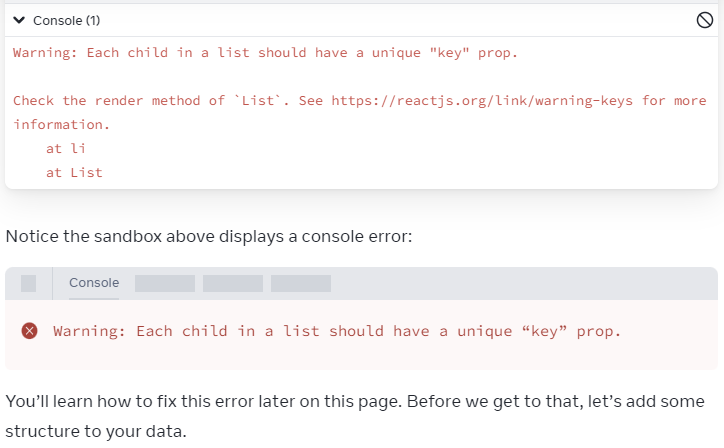 Console (1)
Warning: Each child in a list should have a unique "key" prop.
Check the render method of `List`. See https://reactjs.org/link/warning-keys for more
information.
at li
at List
Notice the sandbox above displays a console error:
Console
Warning: Each child in a list should have a unique “key” prop.
You’ll learn how to fix this error later on this page. Before we get to that, let’s add some
structure to your data.